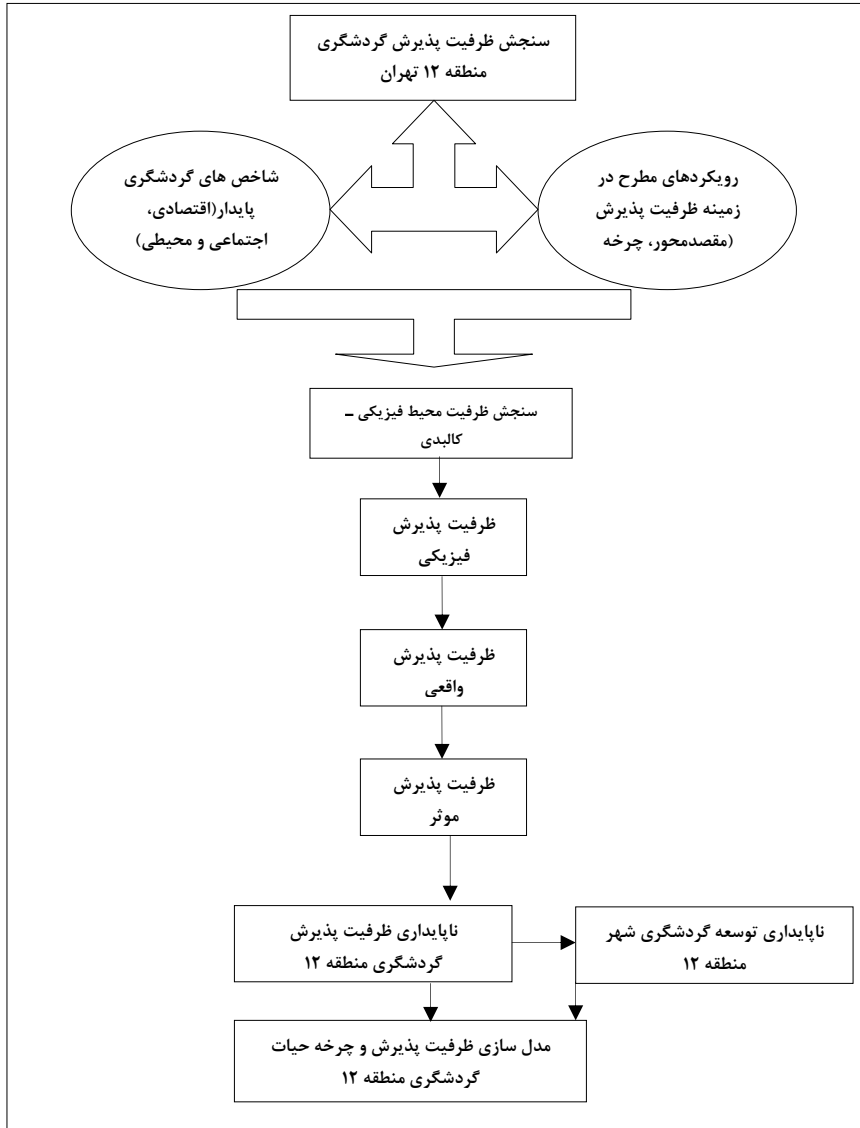 سنجش ظرفیت پذیرش گردشگری
منطقه ۱۲ تهران
رویکردهای مطرح در
زمینه ظرفیت پذیرش
(مقصدمحور، چرخه
شاخص های گردشگری
پایدار(اقتصادی،
اجتماعی و محیطی)
سنجش ظرفیت محیط فیزیکی –
کالبدی
ظرفیت پذیرش
فیزیکی
ظرفیت پذیرش
واقعی
ظرفیت پذیرش
موثر
ناپایداری توسعه گردشگری شهر
منطقه ۱۲
ناپایداری ظرفیت پذیرش
گردشگری منطقه ۱۲
مدل سازی ظرفیت پذیرش و چرخه حیات
گردشگری منطقه ۱۲